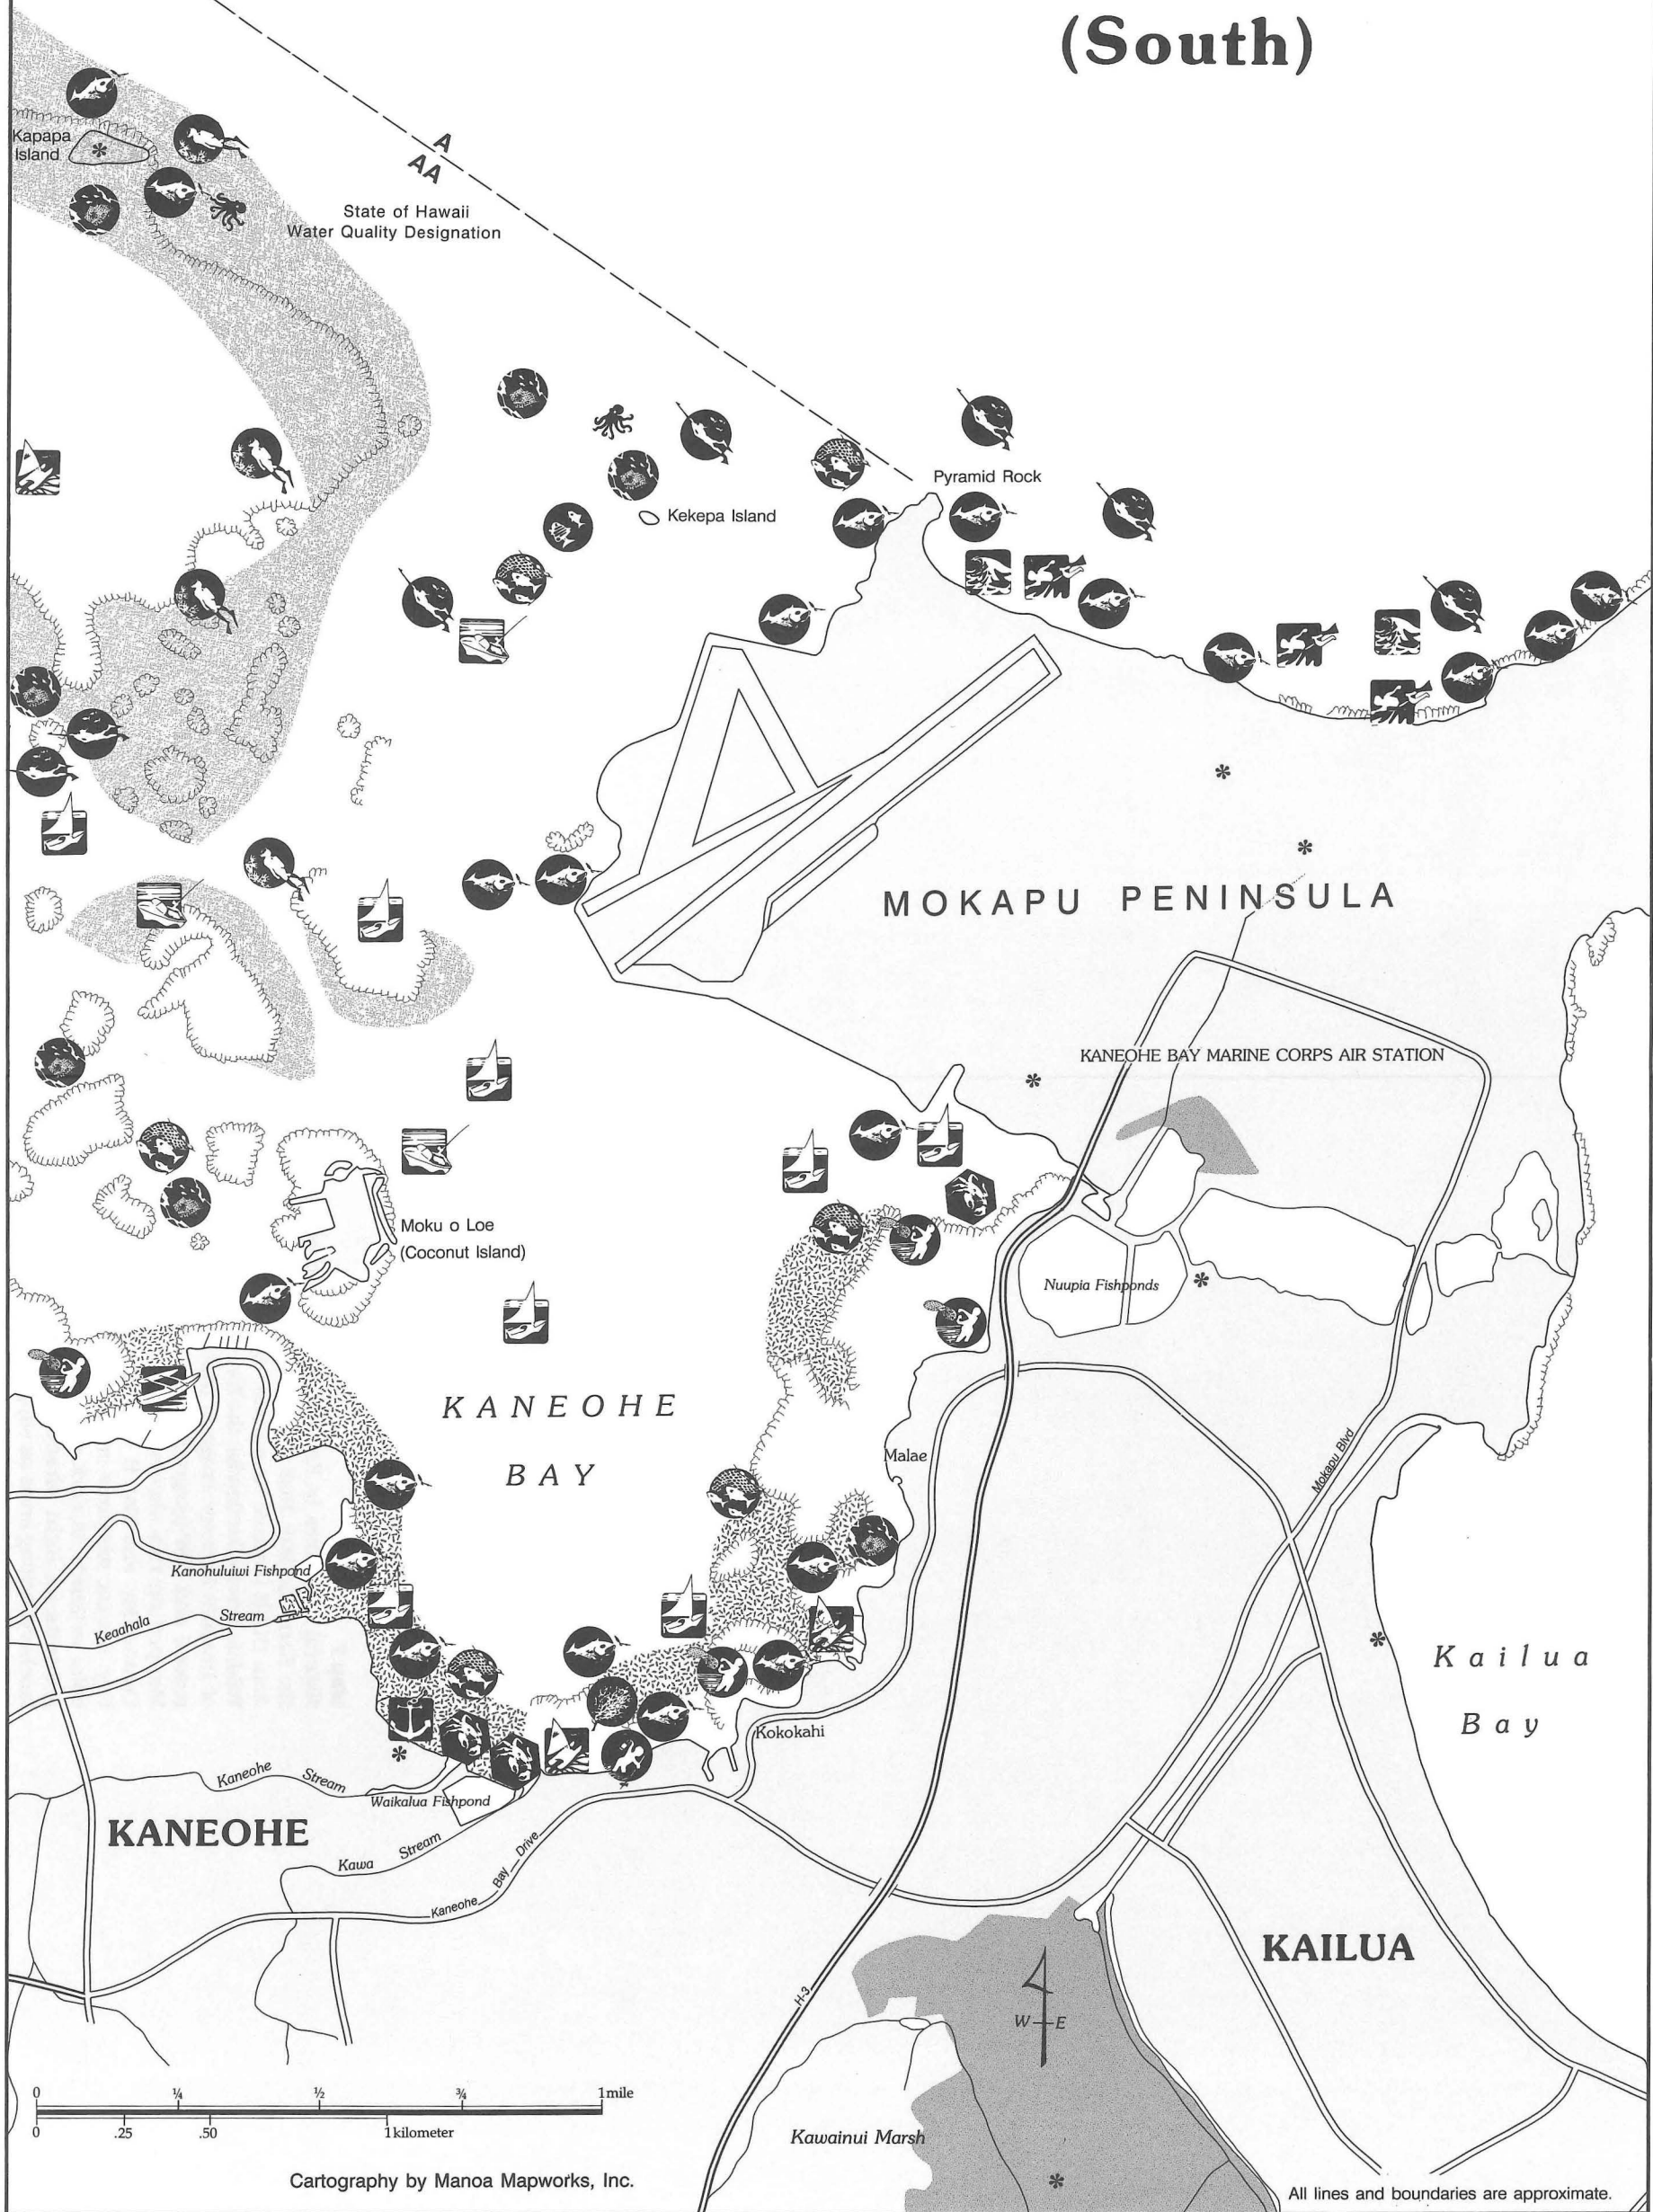 (South)
Kapapa
Island
A
AA
State of Hawaii
Water Quality Designation
Pyramid Rock
Kekepa Island
MOKAPU PENINSULA
KANEOHE BAY MARINE CORPS AIR STATION
Moku o Loe
(Coconut Island)
Nuupia Fishponds
KANEOHE
BAY
Malae
Mokapu Blvd
Kanohuluiwi Fishpond
Keaahala Stream
Kailua
Bay
Kokokahi
Kaneohe Stream
Waikalua Fishpond
KANEOHE
Kawa Stream
Kaneohe Bay Drive
KAILUA
H-3
W E
0 ¼ ½ ¾ 1 mile
0 .25 .50 1 kilometer
Kawainui Marsh
Cartography by Manoa Mapworks, Inc.
All lines and boundaries are approximate.